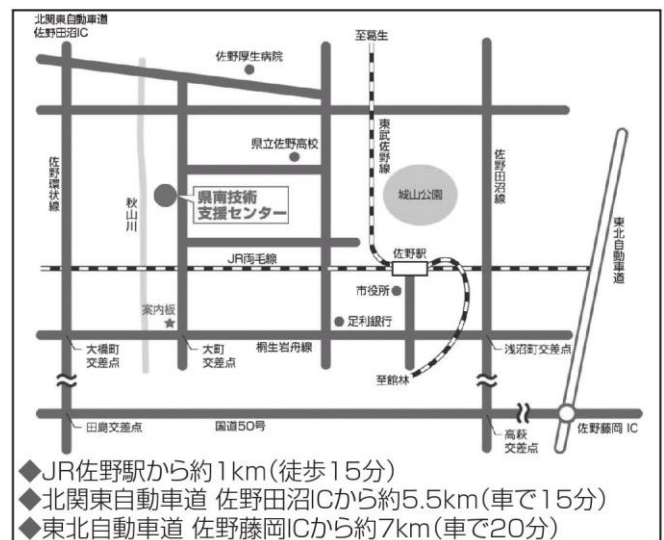 北関東自動車道
佐野田沼IC
至葛生
佐野厚生病院
東武佐野線
県立佐野高校
佐野環状線
秋山川
県南技術
支援センター
城山公園
佐野田沼線
東北自動車道
JR両毛線
佐野駅
市役所
案内板
足利銀行
大橋町
交差点
大町
交差点
桐生岩舟線
浅沼町交差点
至館林
田島交差点
国道50号
高萩
交差点
佐野藤岡 IC
◆JR佐野駅から約1km(徒歩15分)
◆北関東自動車道 佐野田沼ICから約5.5km(車で15分)
◆東北自動車道 佐野藤岡ICから約7km(車で20分)